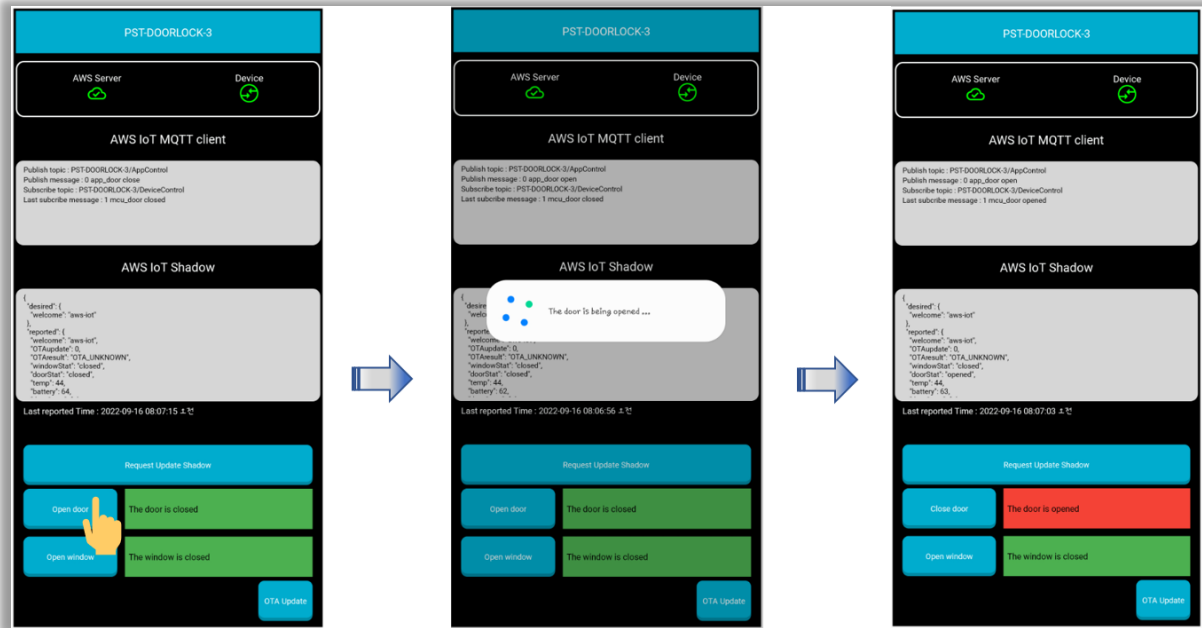 PST-DOORLOCK-3
AWS Server
Device
AWS IoT MQTT client
Publish topic : PST-DOORLOCK-3/AppControl
Publish message : 0 app_door close
Subscribe topic : PST-DOORLOCK-3/DeviceControl
Last subcribe message : 1 mcu_door closed
AWS IoT Shadow
{
"desired": {
"welcome": "aws-iot"
},
"reported": {
"welcome": "aws-iot",
"OTAupdate": 0,
"OTAresult": "OTA_UNKNOWN",
"windowStat": "closed",
"doorStat": "closed",
"temp": 44,
"battery": 64,
Last reported Time : 2022-09-16 08:07:15 오전
Request Update Shadow
Open door
The door is closed
Open window
The window is closed
OTA Update
PST-DOORLOCK-3
AWS Server
Device
AWS IoT MQTT client
Publish topic : PST-DOORLOCK-3/AppControl
Publish message : 0 app_door open
Subscribe topic : PST-DOORLOCK-3/DeviceControl
Last subcribe message : 1 mcu_door closed
AWS IoT Shadow
{
The door is being opened ...
"welcome": "aws-iot",
"OTAupdate": 0,
"OTAresult": "OTA_UNKNOWN",
"windowStat": "closed",
"doorStat": "closed",
"temp": 44,
"battery": 62,
Last reported Time : 2022-09-16 08:06:56 오전
Request Update Shadow
Open door
The door is closed
Open window
The window is closed
OTA Update
PST-DOORLOCK-3
AWS Server
Device
AWS IoT MQTT client
Publish topic : PST-DOORLOCK-3/AppControl
Publish message : 0 app_door open
Subscribe topic : PST-DOORLOCK-3/DeviceControl
Last subcribe message : 1 mcu_door opened
AWS IoT Shadow
{
"desired": {
"welcome": "aws-iot"
},
"reported": {
"welcome": "aws-iot",
"OTAupdate": 0,
"OTAresult": "OTA_UNKNOWN",
"windowStat": "closed",
"doorStat": "opened",
"temp": 44,
"battery": 63,
Last reported Time : 2022-09-16 08:07:03 오전
Request Update Shadow
Close door
The door is opened
Open window
The window is closed
OTA Update